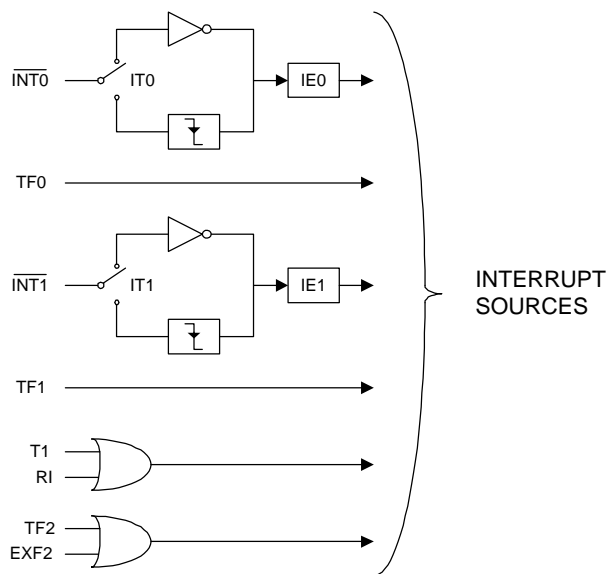 INT0
IT0
IE0
TF0
INT1
IT1
IE1
INTERRUPT
SOURCES
TF1
T1
RI
TF2
EXF2